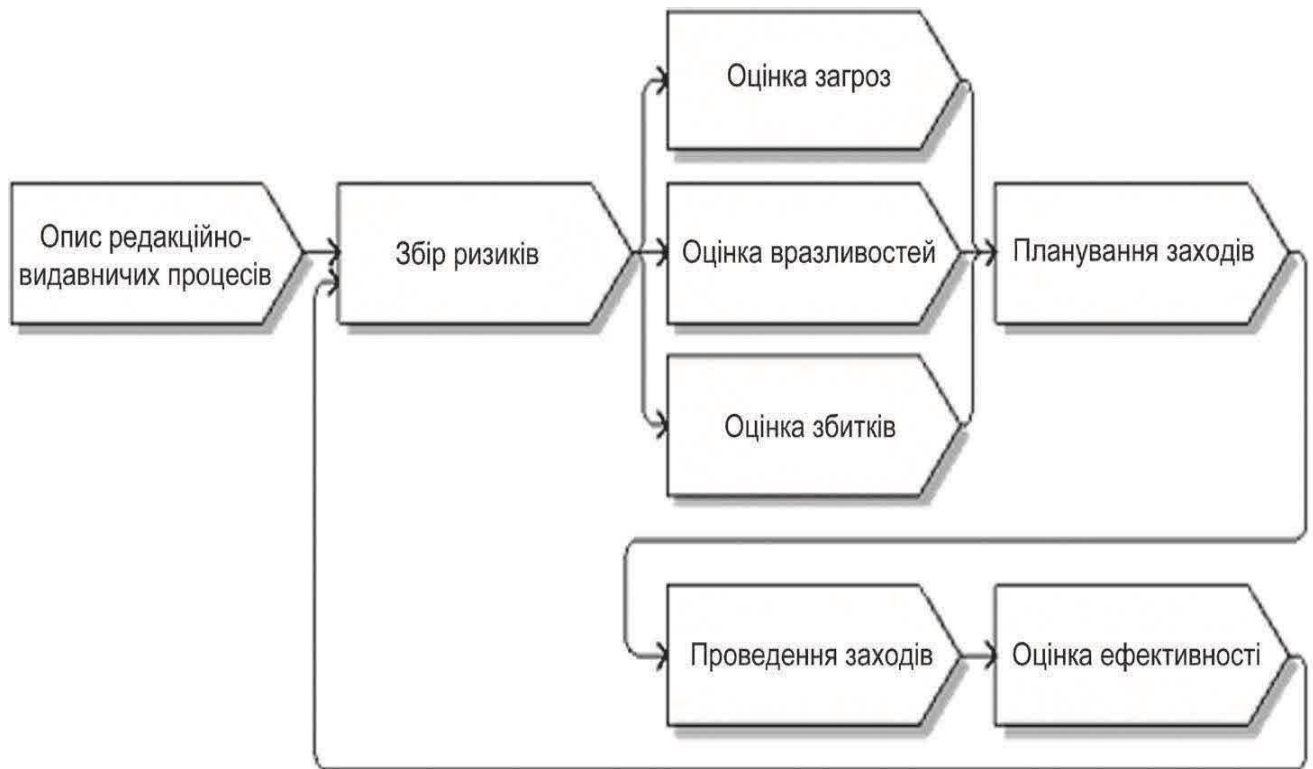 Опис редакційно-
видавничих процесів
Збір ризиків
Оцінка загроз
Оцінка вразливостей
Оцінка збитків
Планування заходів
Проведення заходів
Оцінка ефективності